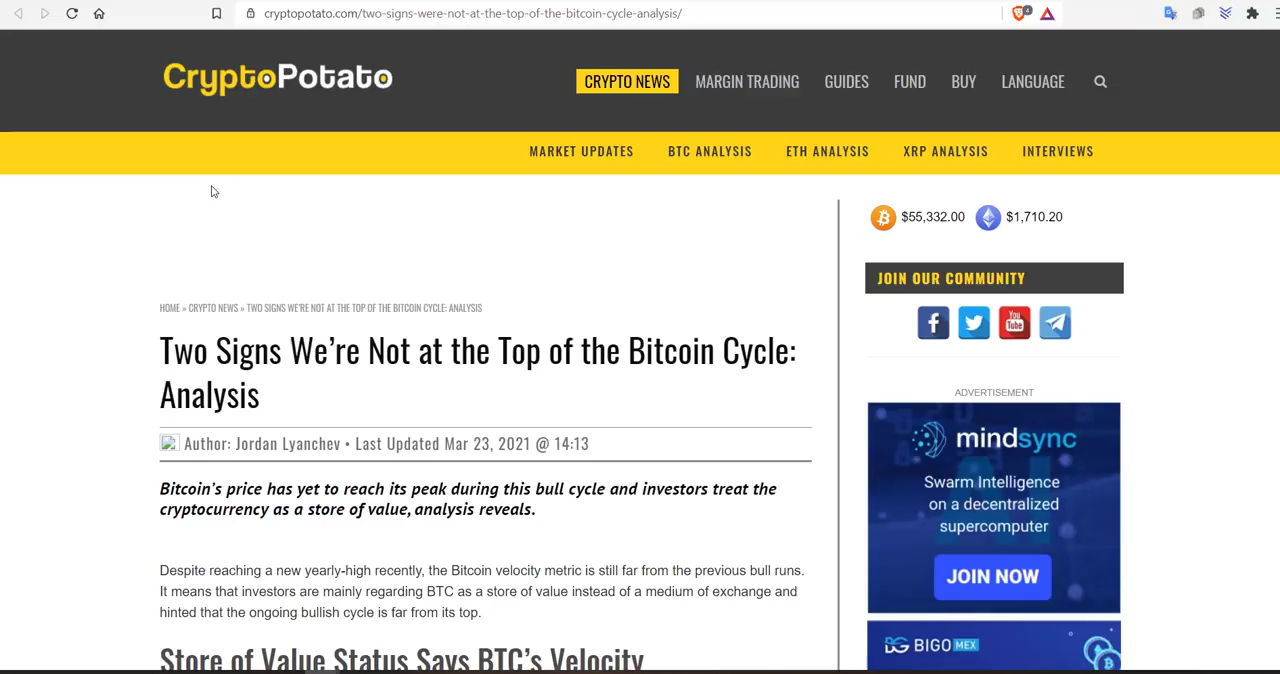 cryptopotato.com/two-signs-were-not-at-the-top-of-the-bitcoin-cycle-analysis/
4
CryptoPotato
CRYPTO NEWS MARGIN TRADING GUIDES FUND BUY LANGUAGE
MARKET UPDATES BTC ANALYSIS ETH ANALYSIS XRP ANALYSIS INTERVIEWS
$55,332.00 $1,710.20
JOIN OUR COMMUNITY
You Tube
HOME » CRYPTO NEWS » TWO SIGNS WE'RE NOT AT THE TOP OF THE BITCOIN CYCLE: ANALYSIS
Two Signs We're Not at the Top of the Bitcoin Cycle:
Analysis
Author: Jordan Lyanchev • Last Updated Mar 23, 2021 @ 14:13
Bitcoin's price has yet to reach its peak during this bull cycle and investors treat the
cryptocurrency as a store of value, analysis reveals.
Despite reaching a new yearly-high recently, the Bitcoin velocity metric is still far from the previous bull runs.
It means that investors are mainly regarding BTC as a store of value instead of a medium of exchange and
hinted that the ongoing bullish cycle is far from its top.
Store of Value Status Says BTC's Velocity
ADVERTISEMENT
mindsync
Swarm Intelligence
on a decentralized
supercomputer
JOIN NOW
BIGO MEX